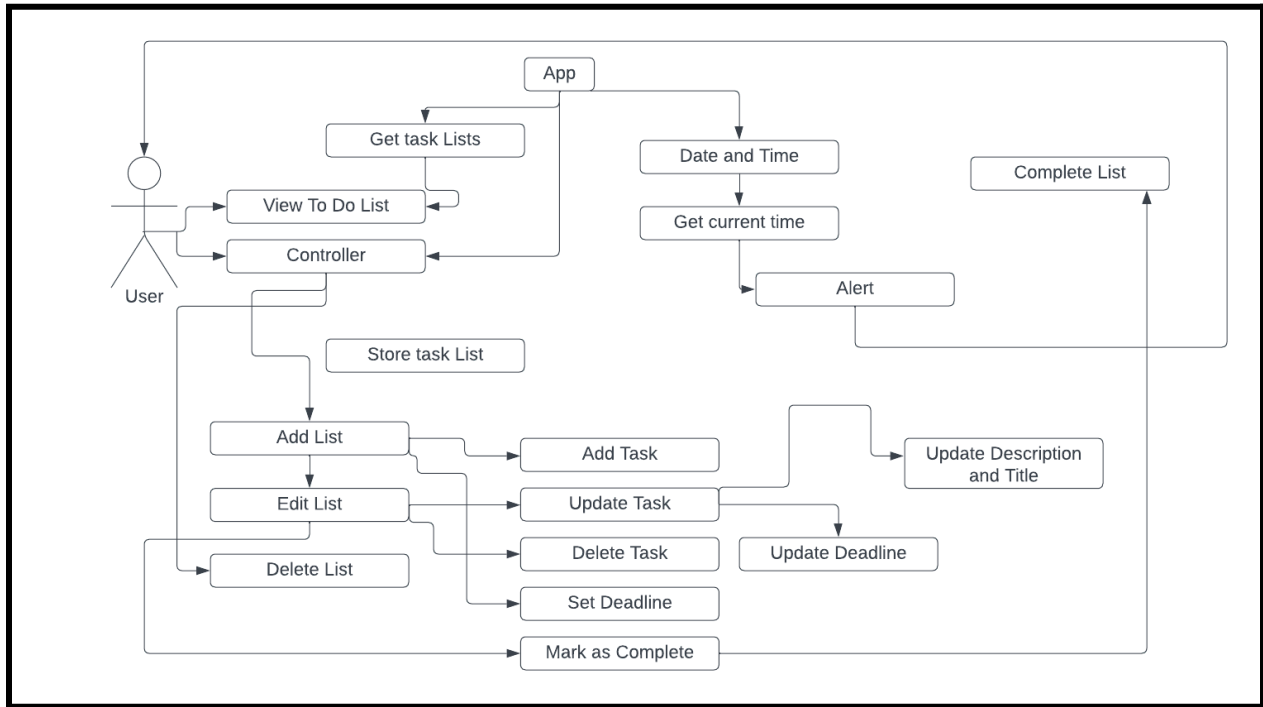 App
Get task Lists
Date and Time
Complete List
View To Do List
Get current time
Controller
Alert
User
Store task List
Add List
Add Task
Update Description
and Title
Edit List
Update Task
Delete Task
Update Deadline
Delete List
Set Deadline
Mark as Complete